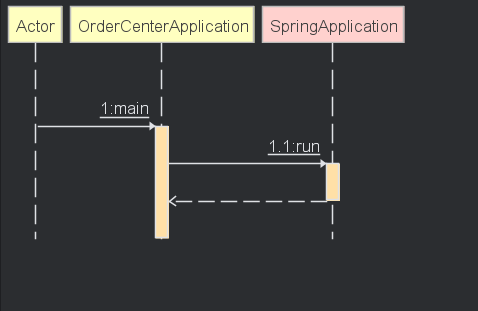 Actor
OrderCenterApplication
SpringApplication
1:main
1.1:run